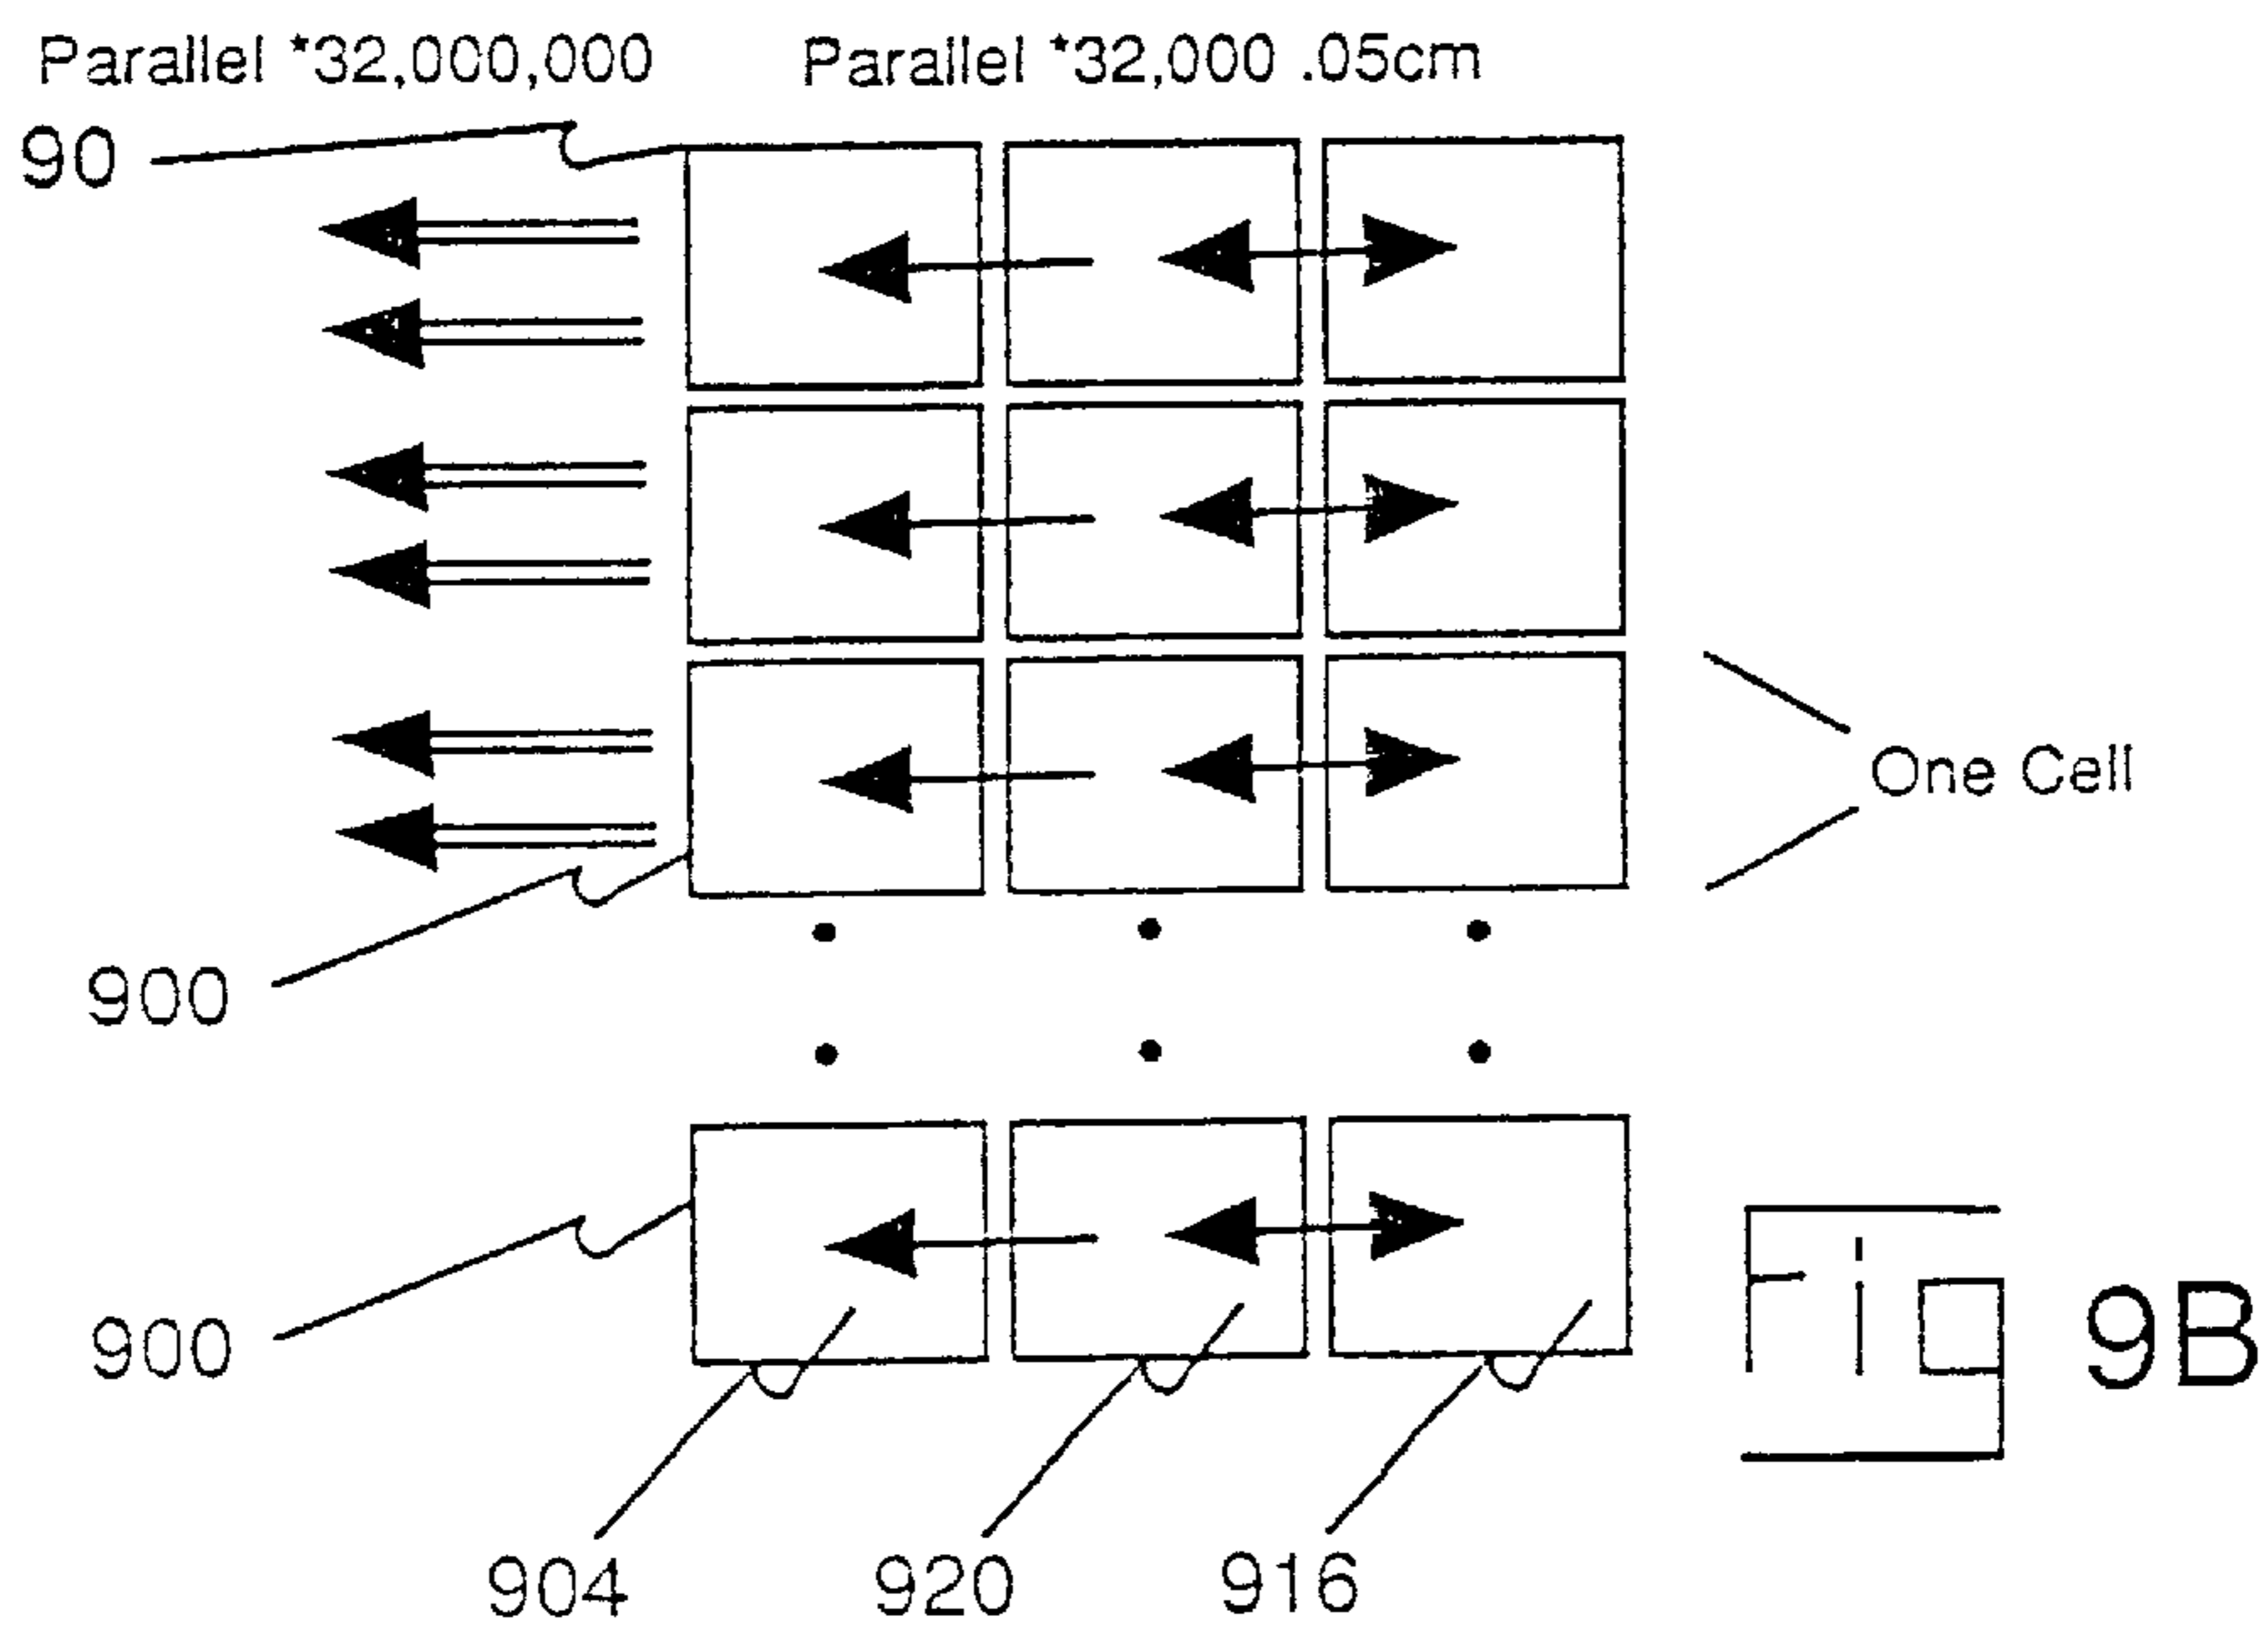 Parallel *32,000,000 Parallel *32,000 .05cm
90
One Cell
900
900
Fig 9B
904 920 916